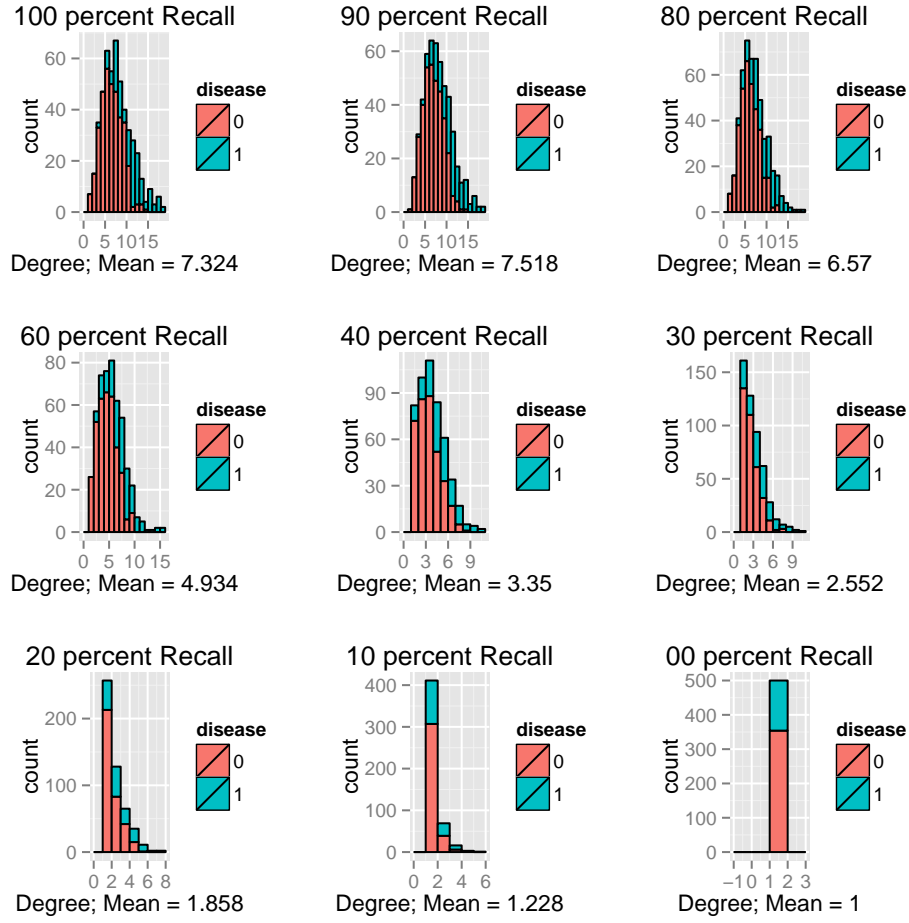 100 percent Recall
count
60
40
20
0
0 5 10 15
Degree; Mean = 7.324
disease
0
1
90 percent Recall
count
60
40
20
0
0 5 10 15
Degree; Mean = 7.518
disease
0
1
80 percent Recall
count
60
40
20
0
0 5 10 15
Degree; Mean = 6.57
disease
0
1
60 percent Recall
count
80
60
40
20
0
0 5 10 15
Degree; Mean = 4.934
disease
0
1
40 percent Recall
count
90
60
30
0
0 3 6 9
Degree; Mean = 3.35
disease
0
1
30 percent Recall
count
150
100
50
0
0 3 6 9
Degree; Mean = 2.552
disease
0
1
20 percent Recall
count
200
100
0
0 2 4 6 8
Degree; Mean = 1.858
disease
0
1
10 percent Recall
count
400
300
200
100
0
0 2 4 6
Degree; Mean = 1.228
disease
0
1
00 percent Recall
count
500
400
300
200
100
0
−1 0 1 2 3
Degree; Mean = 1
disease
0
1